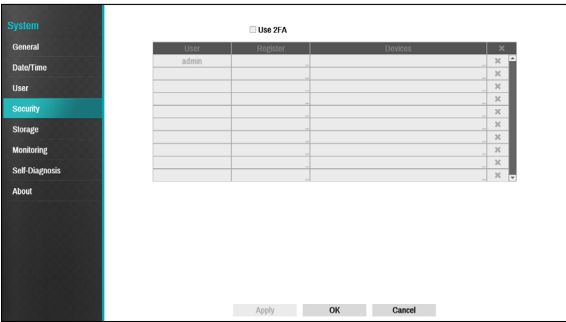 System
Use 2FA
General
User Register Devices
Date/Time
admin
User
Security
Storage
Monitoring
Self-Diagnosis
About
Apply OK Cancel